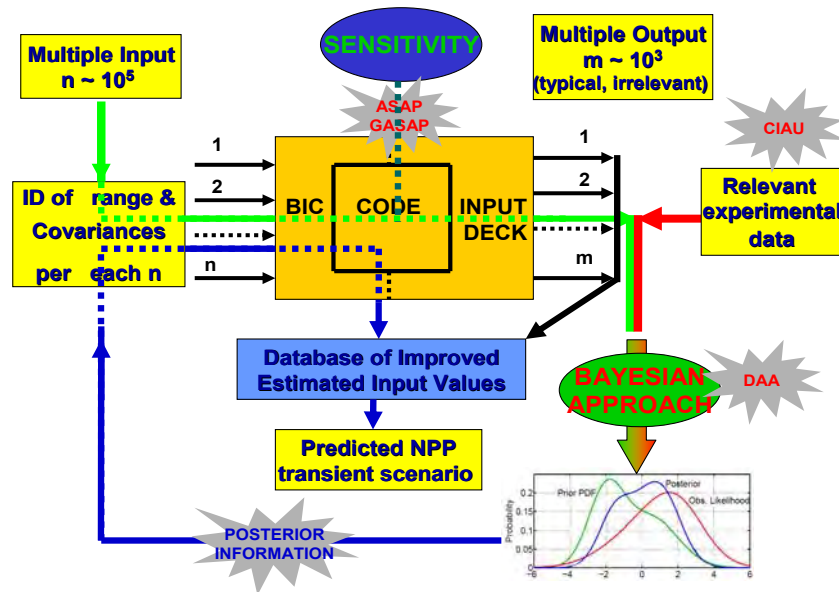 Multiple Input
n ~ 10⁵
SENSITIVITY
Multiple Output
m ~ 10³
(typical, irrelevant)
ASAP
GASAP
CIAU
ID of range &
Covariances
per each n
1
2
n
BIC
CODE
INPUT
DECK
1
2
m
Relevant
experimental
data
Database of Improved
Estimated Input Values
BAYESIAN
APPROACH
DAA
Predicted NPP
transient scenario
POSTERIOR
INFORMATION
Probability
0.2
0.15
0.1
0.05
0
Prior PDF
Posterior
Obs. Likelihood
−6
−4
−2
0
2
4
6